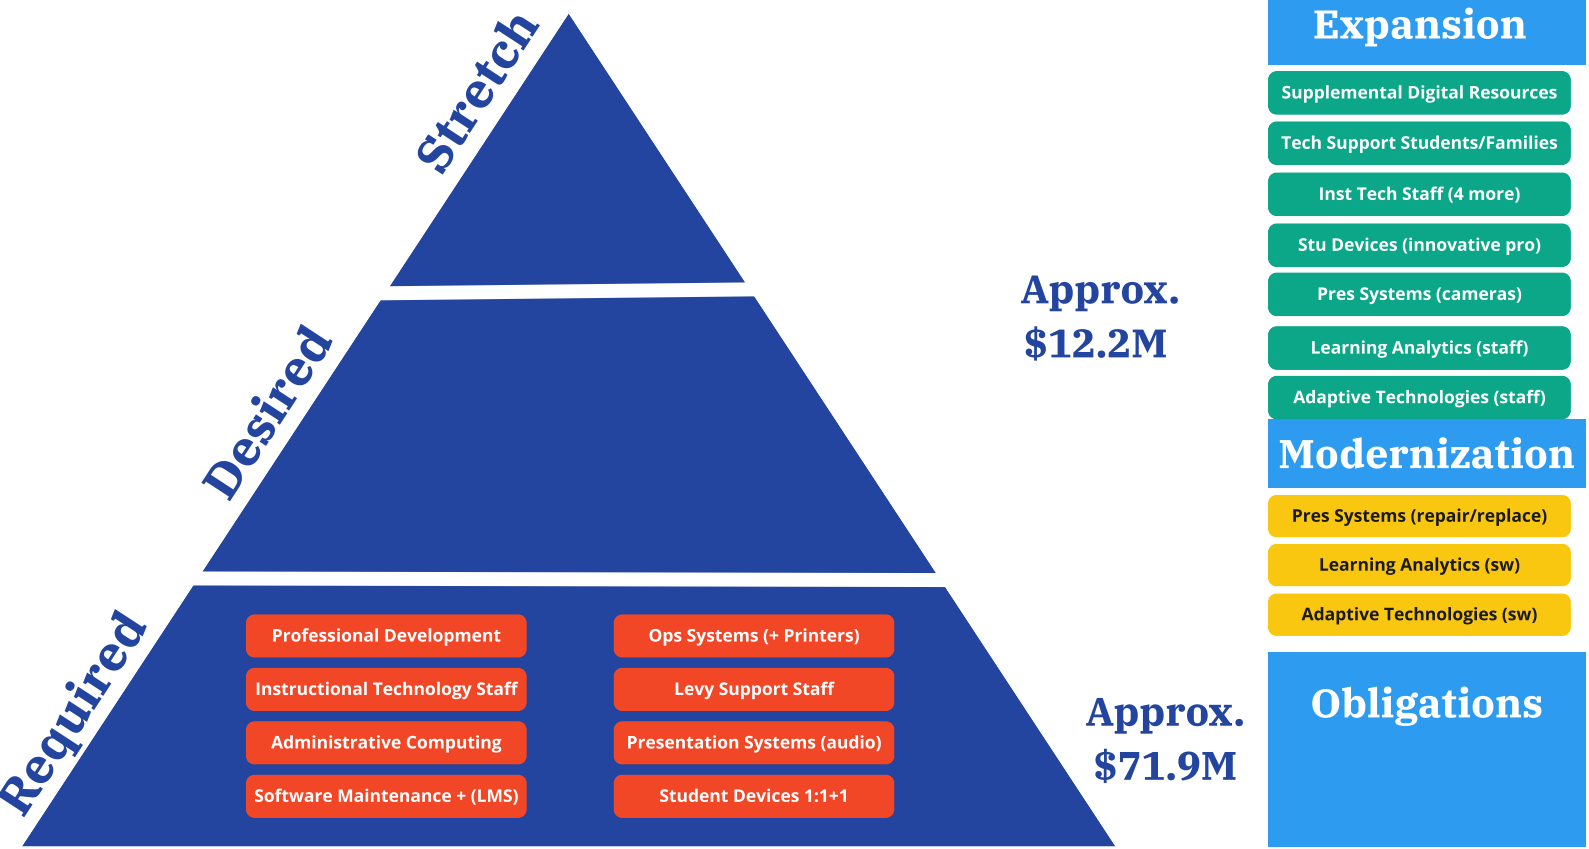 Stretch
Desired
Required
Professional Development
Instructional Technology Staff
Administrative Computing
Software Maintenance + (LMS)
Ops Systems (+ Printers)
Levy Support Staff
Presentation Systems (audio)
Student Devices 1:1+1
Approx.
$12.2M
Approx.
$71.9M
Expansion
Supplemental Digital Resources
Tech Support Students/Families
Inst Tech Staff (4 more)
Stu Devices (innovative pro)
Pres Systems (cameras)
Learning Analytics (staff)
Adaptive Technologies (staff)
Modernization
Pres Systems (repair/replace)
Learning Analytics (sw)
Adaptive Technologies (sw)
Obligations